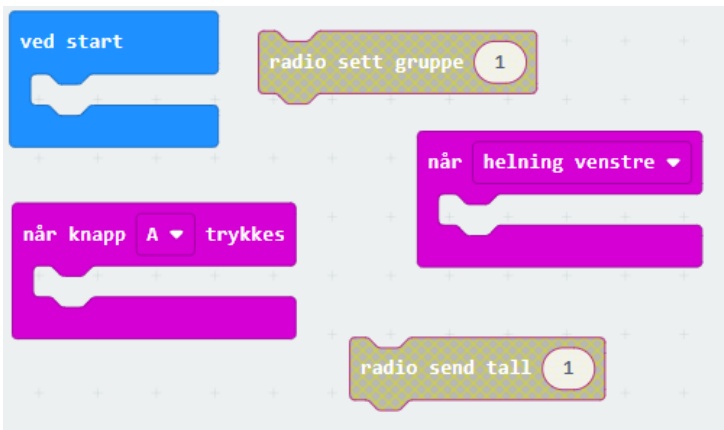 ved start
radio sett gruppe 1
når helning venstre
når knapp A trykkes
radio send tall 1